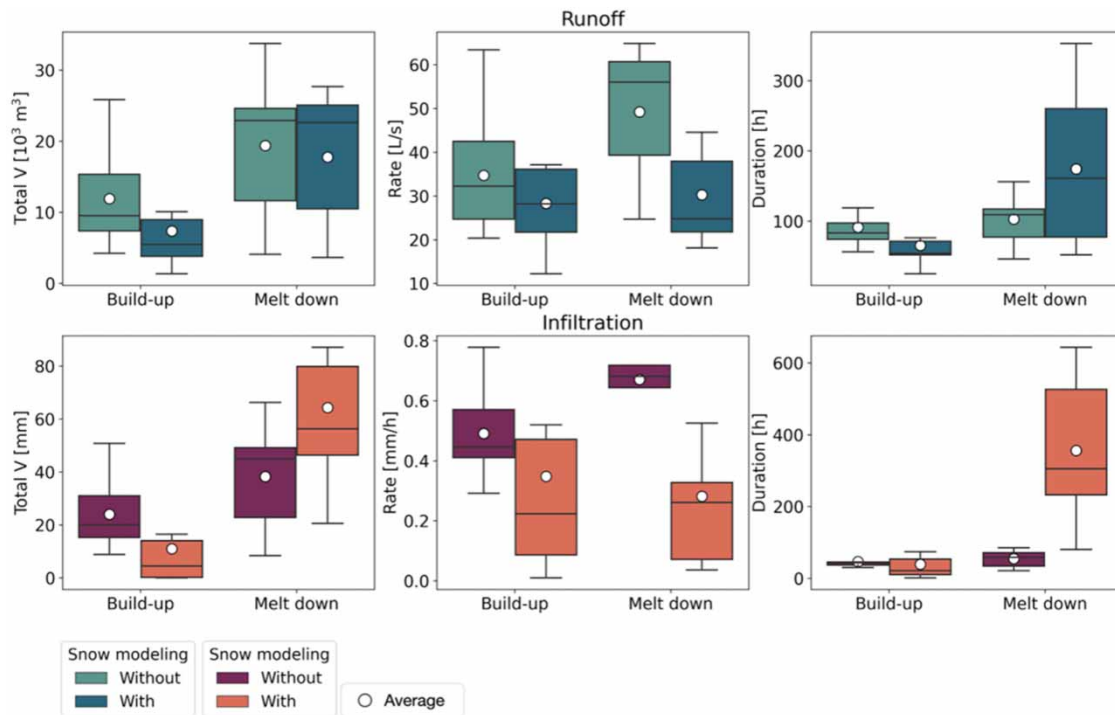 Runoff
Total V [10³ m³]
30
20
10
0
Build-up
Melt down
Rate [L/s]
60
50
40
30
20
10
Build-up
Melt down
Duration [h]
300
200
100
0
Build-up
Melt down
Infiltration
Total V [mm]
80
60
40
20
0
Build-up
Melt down
Rate [mm/h]
0.8
0.6
0.4
0.2
0.0
Build-up
Melt down
Duration [h]
600
400
200
0
Build-up
Melt down
Snow modeling
Without
With
Snow modeling
Without
With
Average